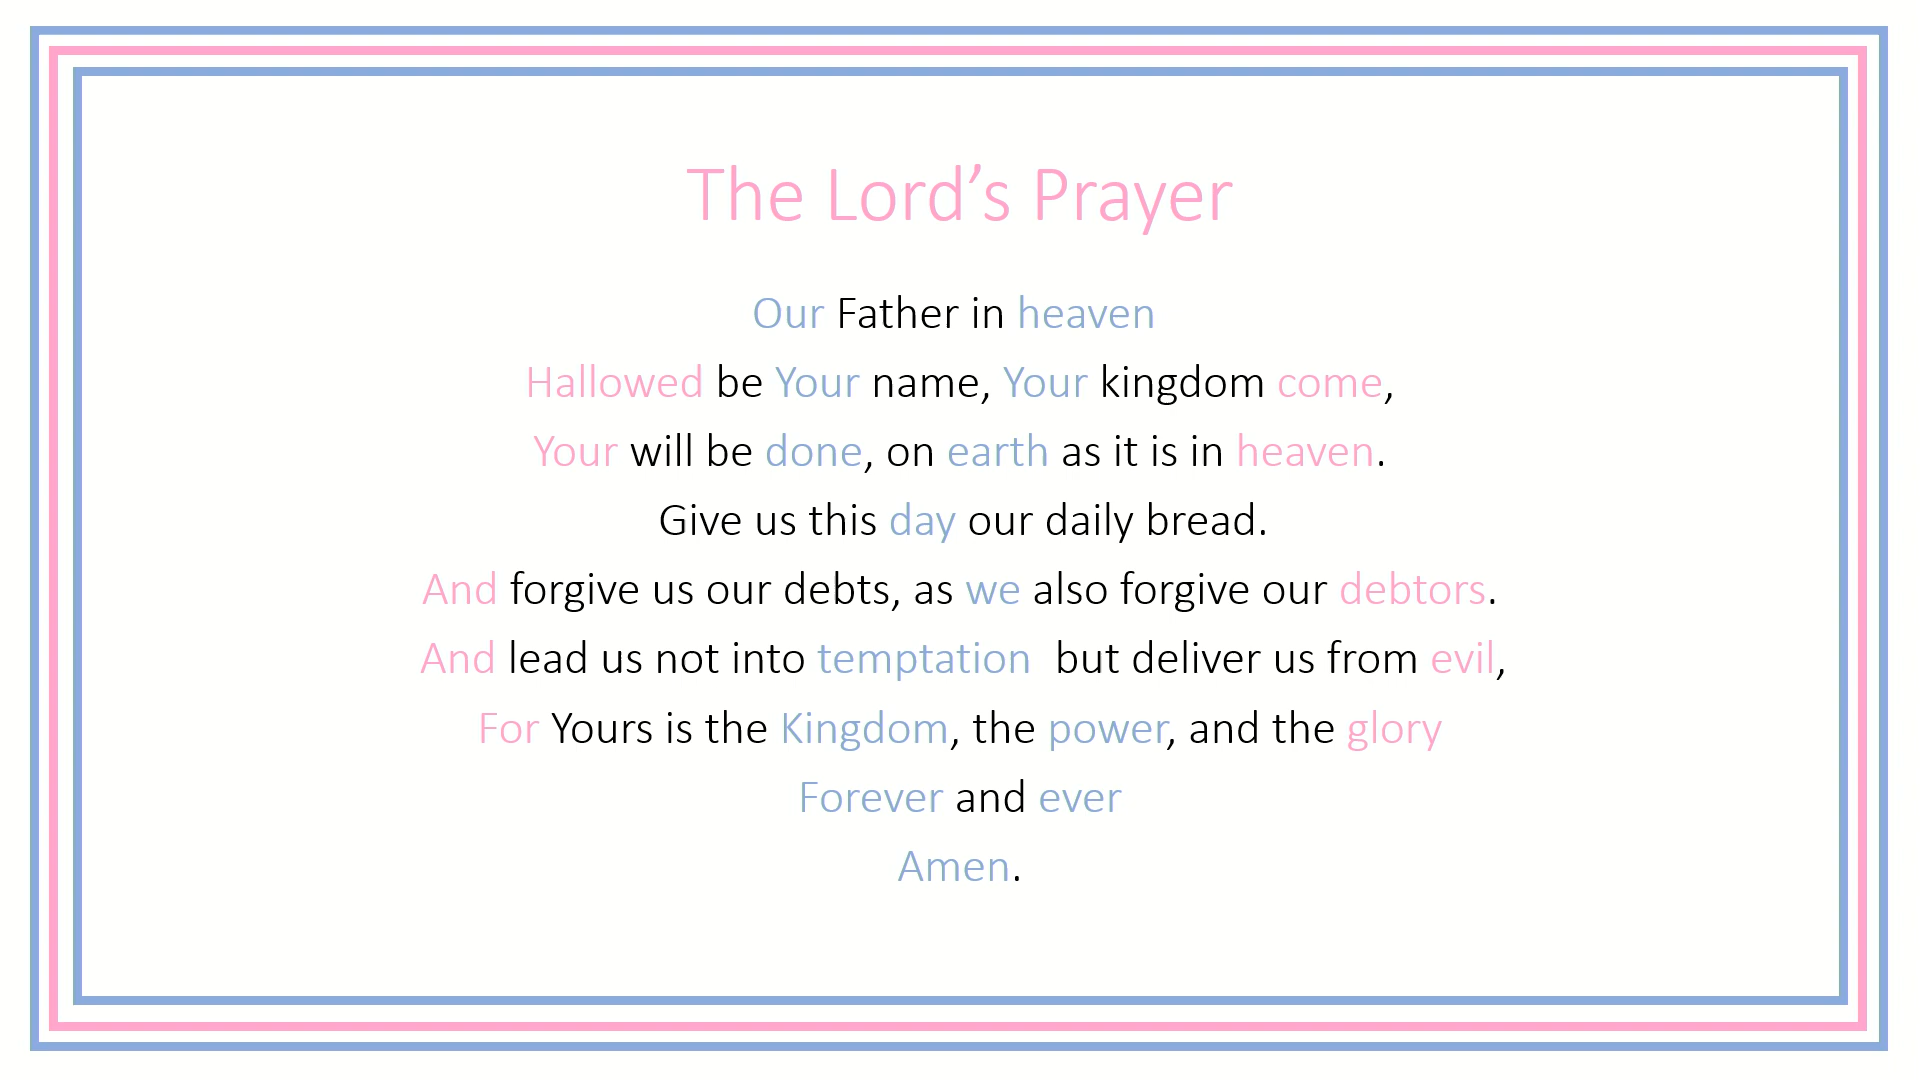 The Lord’s Prayer
Our Father in heaven
Hallowed be Your name, Your kingdom come,
Your will be done, on earth as it is in heaven.
Give us this day our daily bread.
And forgive us our debts, as we also forgive our debtors.
And lead us not into temptation  but deliver us from evil,
For Yours is the Kingdom, the power, and the glory
Forever and ever
Amen.